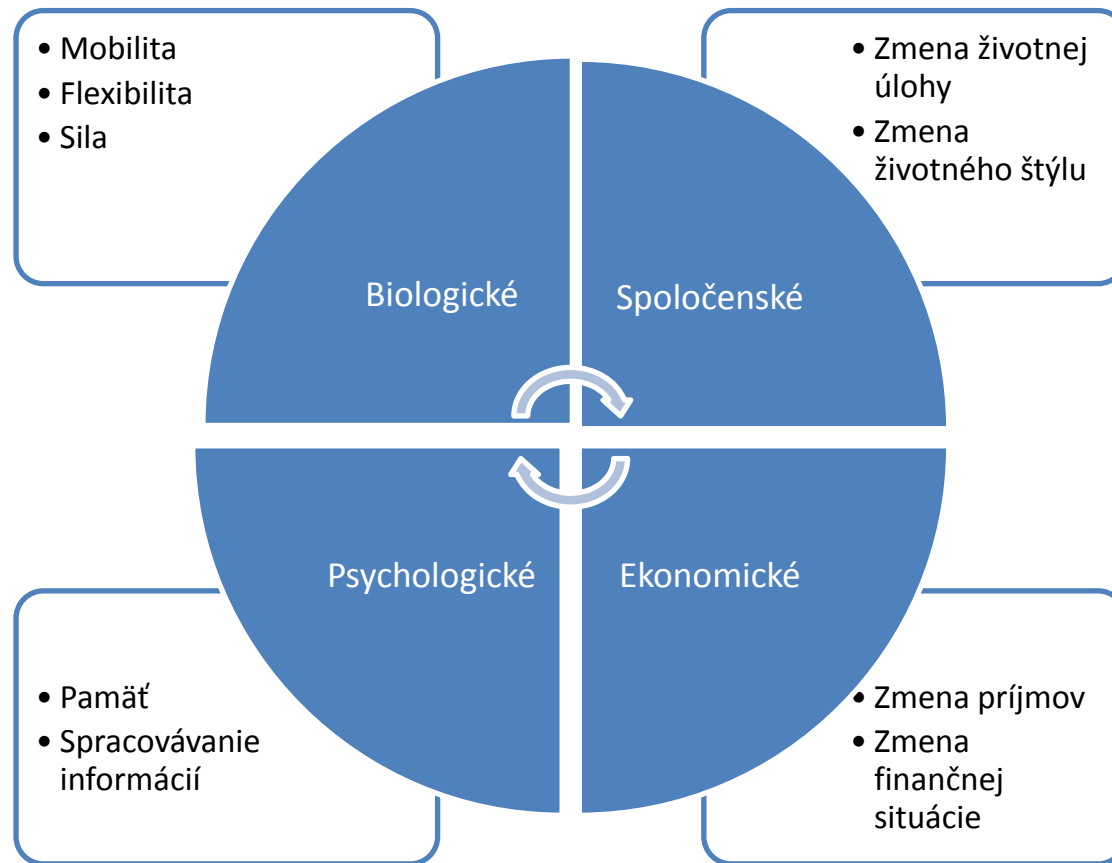 • Mobilita
• Flexibilita
• Sila
• Zmena životnej
úlohy
• Zmena
životného štýlu
Biologické
Spoločenské
Psychologické
Ekonomické
• Pamäť
• Spracovávanie
informácií
• Zmena príjmov
• Zmena
finančnej
situácie